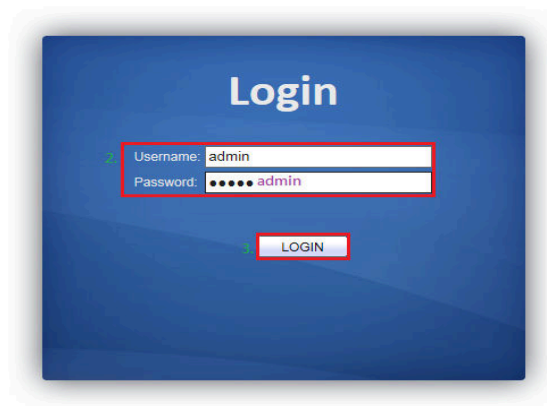 Login
2. Username: admin
Password: ●●●●● admin
3. LOGIN